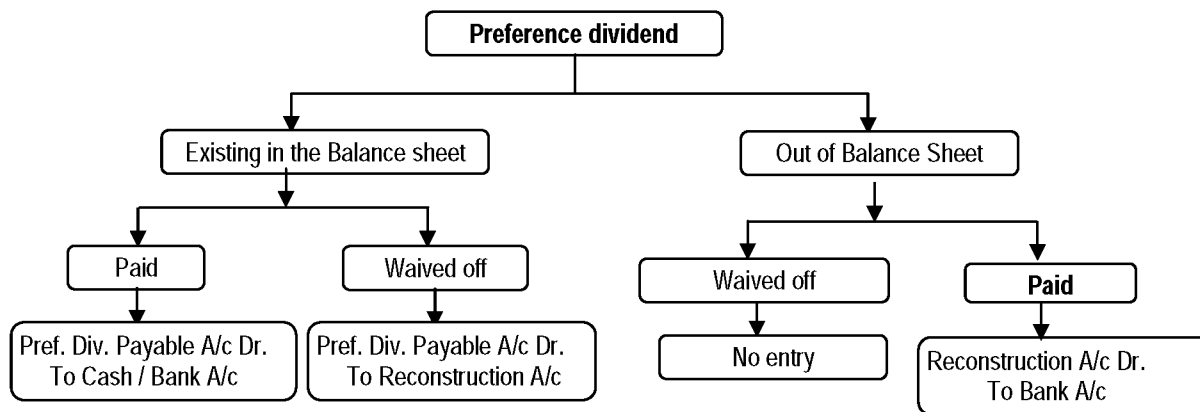 Preference dividend
Existing in the Balance sheet
Out of Balance Sheet
Paid
Waived off
Waived off
Paid
Pref. Div. Payable A/c Dr.
To Cash / Bank A/c
Pref. Div. Payable A/c Dr.
To Reconstruction A/c
No entry
Reconstruction A/c Dr.
To Bank A/c